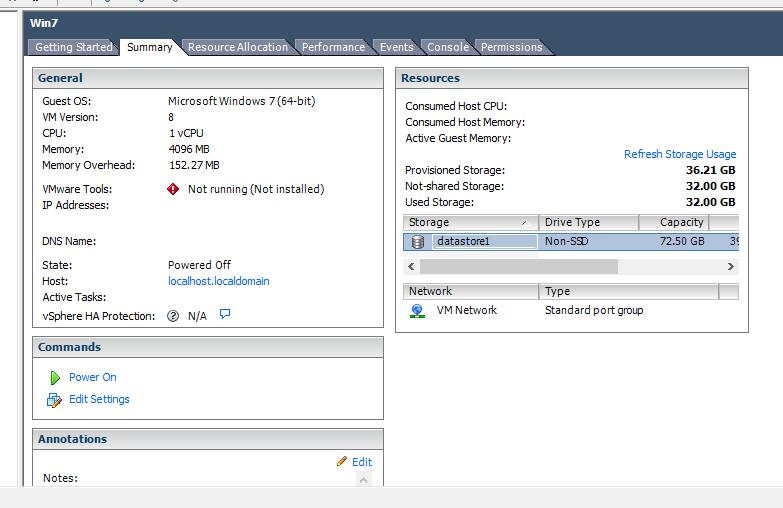 Win7
Getting Started Summary Resource Allocation Performance Events Console Permissions
General
Guest OS: Microsoft Windows 7 (64-bit)
VM Version: 8
CPU: 1 vCPU
Memory: 4096 MB
Memory Overhead: 152.27 MB
VMware Tools: Not running (Not installed)
IP Addresses:
DNS Name:
State: Powered Off
Host: localhost.localdomain
Active Tasks:
vSphere HA Protection: ? N/A
Commands
Power On
Edit Settings
Annotations
Edit
Notes:
Resources
Consumed Host CPU:
Consumed Host Memory:
Active Guest Memory:
Refresh Storage Usage
Provisioned Storage: 36.21 GB
Not-shared Storage: 32.00 GB
Used Storage: 32.00 GB
Storage Drive Type Capacity
datastore1 Non-SSD 72.50 GB
Network Type
VM Network Standard port group